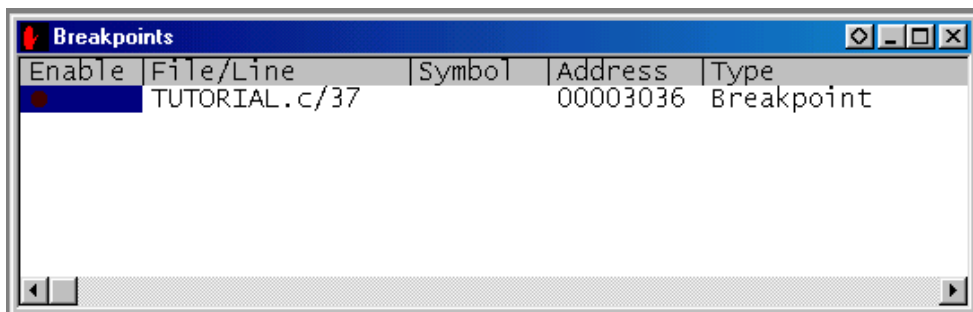 Breakpoints
Enable |File/Line |Symbol |Address |Type
TUTORIAL.c/37 00003036 Breakpoint